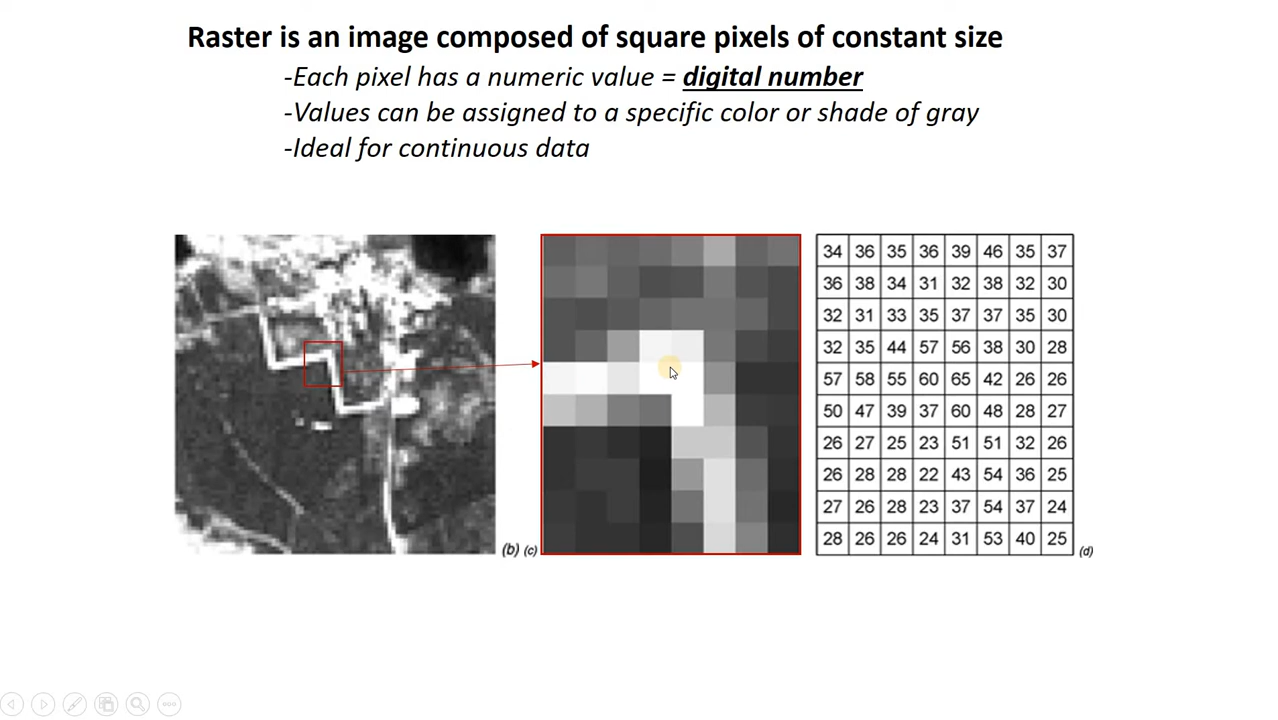 Raster is an image composed of square pixels of constant size
-Each pixel has a numeric value = digital number
-Values can be assigned to a specific color or shade of gray
-Ideal for continuous data
34 36 35 36 39 46 35 37
36 38 34 31 32 38 32 30
32 31 33 35 37 37 35 30
32 35 44 57 56 38 30 28
57 58 55 60 65 42 26 26
50 47 39 37 60 48 28 27
26 27 25 23 51 51 32 26
26 28 28 22 43 54 36 25
27 26 28 23 37 54 37 24
28 26 26 24 31 53 40 25
(b) (c) (d)